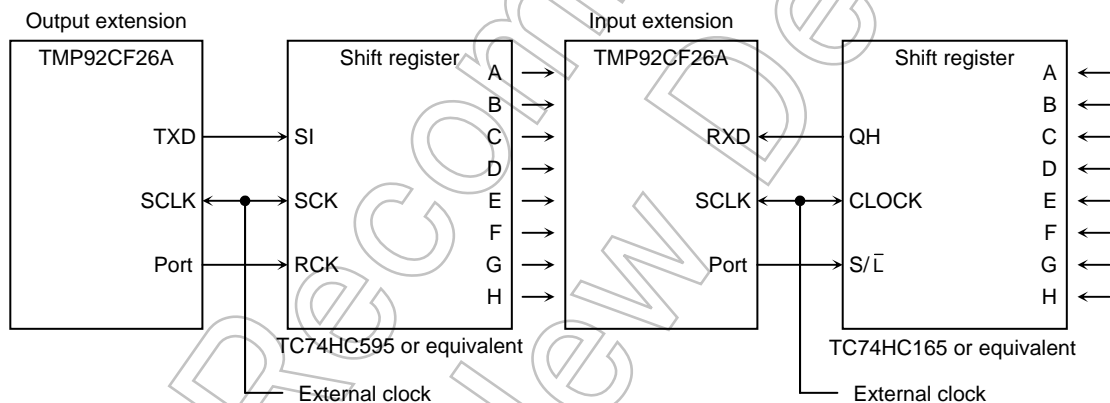 Output extension
TMP92CF26A
TXD
SCLK
Port
Shift register
SI
SCK
RCK
A
B
C
D
E
F
G
H
TC74HC595 or equivalent
External clock
Input extension
TMP92CF26A
RXD
SCLK
Port
Shift register
QH
CLOCK
S/L̅
A
B
C
D
E
F
G
H
TC74HC165 or equivalent
External clock